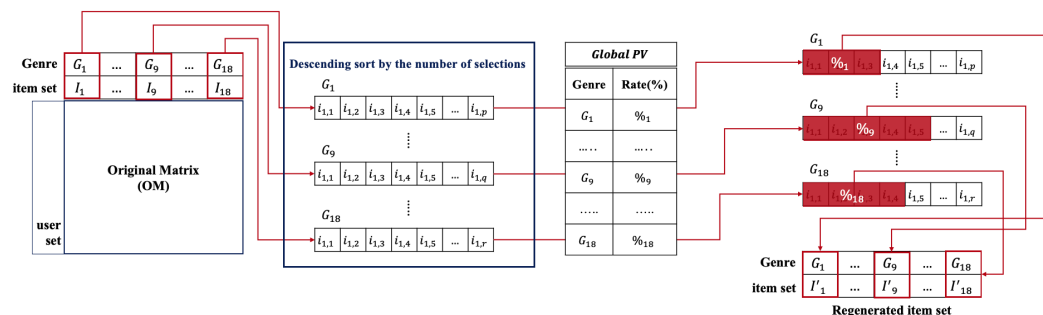 Genre G₁ ... G₉ ... G₁₈
item set I₁ ... I₉ ... I₁₈
Original Matrix
(OM)
user
set
Descending sort by the number of selections
G₁
i₁,₁ i₁,₂ i₁,₃ i₁,₄ i₁,₅ ... i₁,p
......
G₉
i₁,₁ i₁,₂ i₁,₃ i₁,₄ i₁,₅ ... i₁,q
......
G₁₈
i₁,₁ i₁,₂ i₁,₃ i₁,₄ i₁,₅ ... i₁,r
Global PV
Genre Rate(%)
G₁ %₁
..... .....
G₉ %₉
..... .....
G₁₈ %₁₈
G₁
i₁,₁ %₁ i₁,₃ i₁,₄ i₁,₅ ... i₁,p
......
G₉
i₁,₁ i₁,₂ %₉ i₁,₄ i₁,₅ ... i₁,q
......
G₁₈
i₁,₁ %₁₈ i₁,₃ i₁,₄ i₁,₅ ... i₁,r
Genre G₁ ... G₉ ... G₁₈
item set I'₁ ... I'₉ ... I'₁₈
Regenerated item set